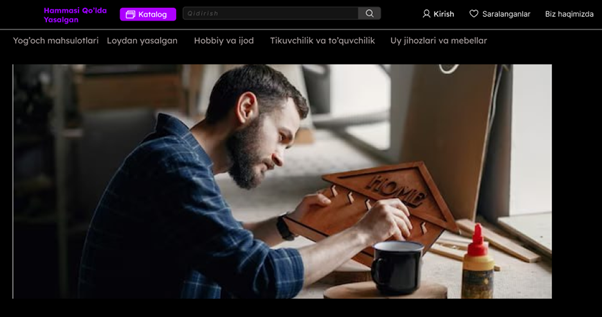 Hammasi Qo'lda
Yasalgan
Katalog
Qidirish
Kirish
Saralanganlar
Biz haqimizda
Yog'och mahsulotlari
Loydan yasalgan
Hobbiy va ijod
Tikuvchilik va to'quvchilik
Uy jihozlari va mebellar
HOME